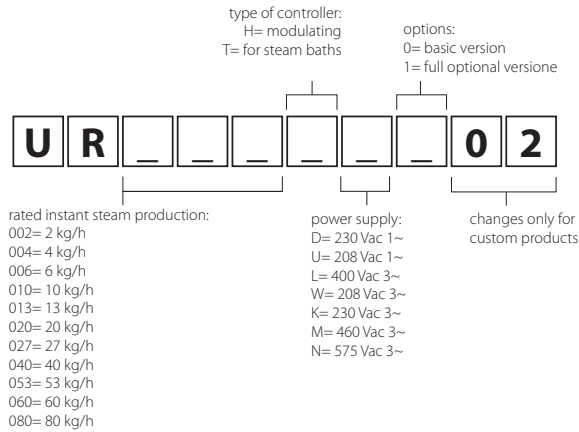 type of controller:
H= modulating
T= for steam baths
options:
0= basic version
1= full optional versione
U R _ _ _ _ _ _ 0 2
rated instant steam production:
002= 2 kg/h
004= 4 kg/h
006= 6 kg/h
010= 10 kg/h
013= 13 kg/h
020= 20 kg/h
027= 27 kg/h
040= 40 kg/h
053= 53 kg/h
060= 60 kg/h
080= 80 kg/h
power supply:
D= 230 Vac 1~
U= 208 Vac 1~
L= 400 Vac 3~
W= 208 Vac 3~
K= 230 Vac 3~
M= 460 Vac 3~
N= 575 Vac 3~
changes only for
custom products